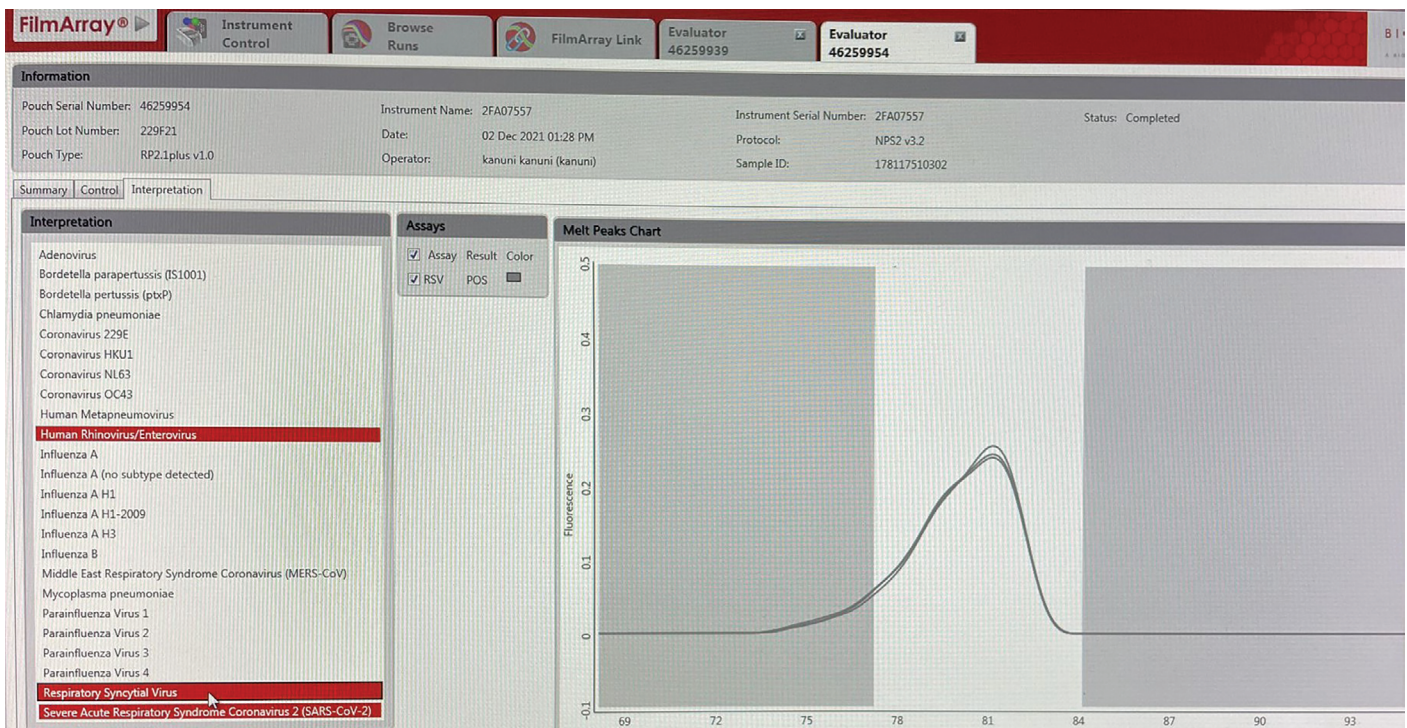 FilmArray®
Instrument
Control
Browse
Runs
FilmArray Link
Evaluator
46259939
Evaluator
46259954
Information
Pouch Serial Number: 46259954
Pouch Lot Number: 229F21
Pouch Type: RP2.1plus v1.0
Instrument Name: 2FA07557
Date: 02 Dec 2021 01:28 PM
Operator: kanuni kanuni (kanuni)
Instrument Serial Number: 2FA07557
Protocol: NPS2 v3.2
Sample ID: 178117510302
Status: Completed
Summary Control Interpretation
Interpretation
Adenovirus
Bordetella parapertussis (IS1001)
Bordetella pertussis (ptxP)
Chlamydia pneumoniae
Coronavirus 229E
Coronavirus HKU1
Coronavirus NL63
Coronavirus OC43
Human Metapneumovirus
Human Rhinovirus/Enterovirus
Influenza A
Influenza A (no subtype detected)
Influenza A H1
Influenza A H1-2009
Influenza A H3
Influenza B
Middle East Respiratory Syndrome Coronavirus (MERS-CoV)
Mycoplasma pneumoniae
Parainfluenza Virus 1
Parainfluenza Virus 2
Parainfluenza Virus 3
Parainfluenza Virus 4
Respiratory Syncytial Virus
Severe Acute Respiratory Syndrome Coronavirus 2 (SARS-CoV-2)
Assays
Assay Result Color
RSV POS
Melt Peaks Chart
0.5
0.4
0.3
0.2
0.1
0
-0.1
Fluorescence
69 72 75 78 81 84 87 90 93